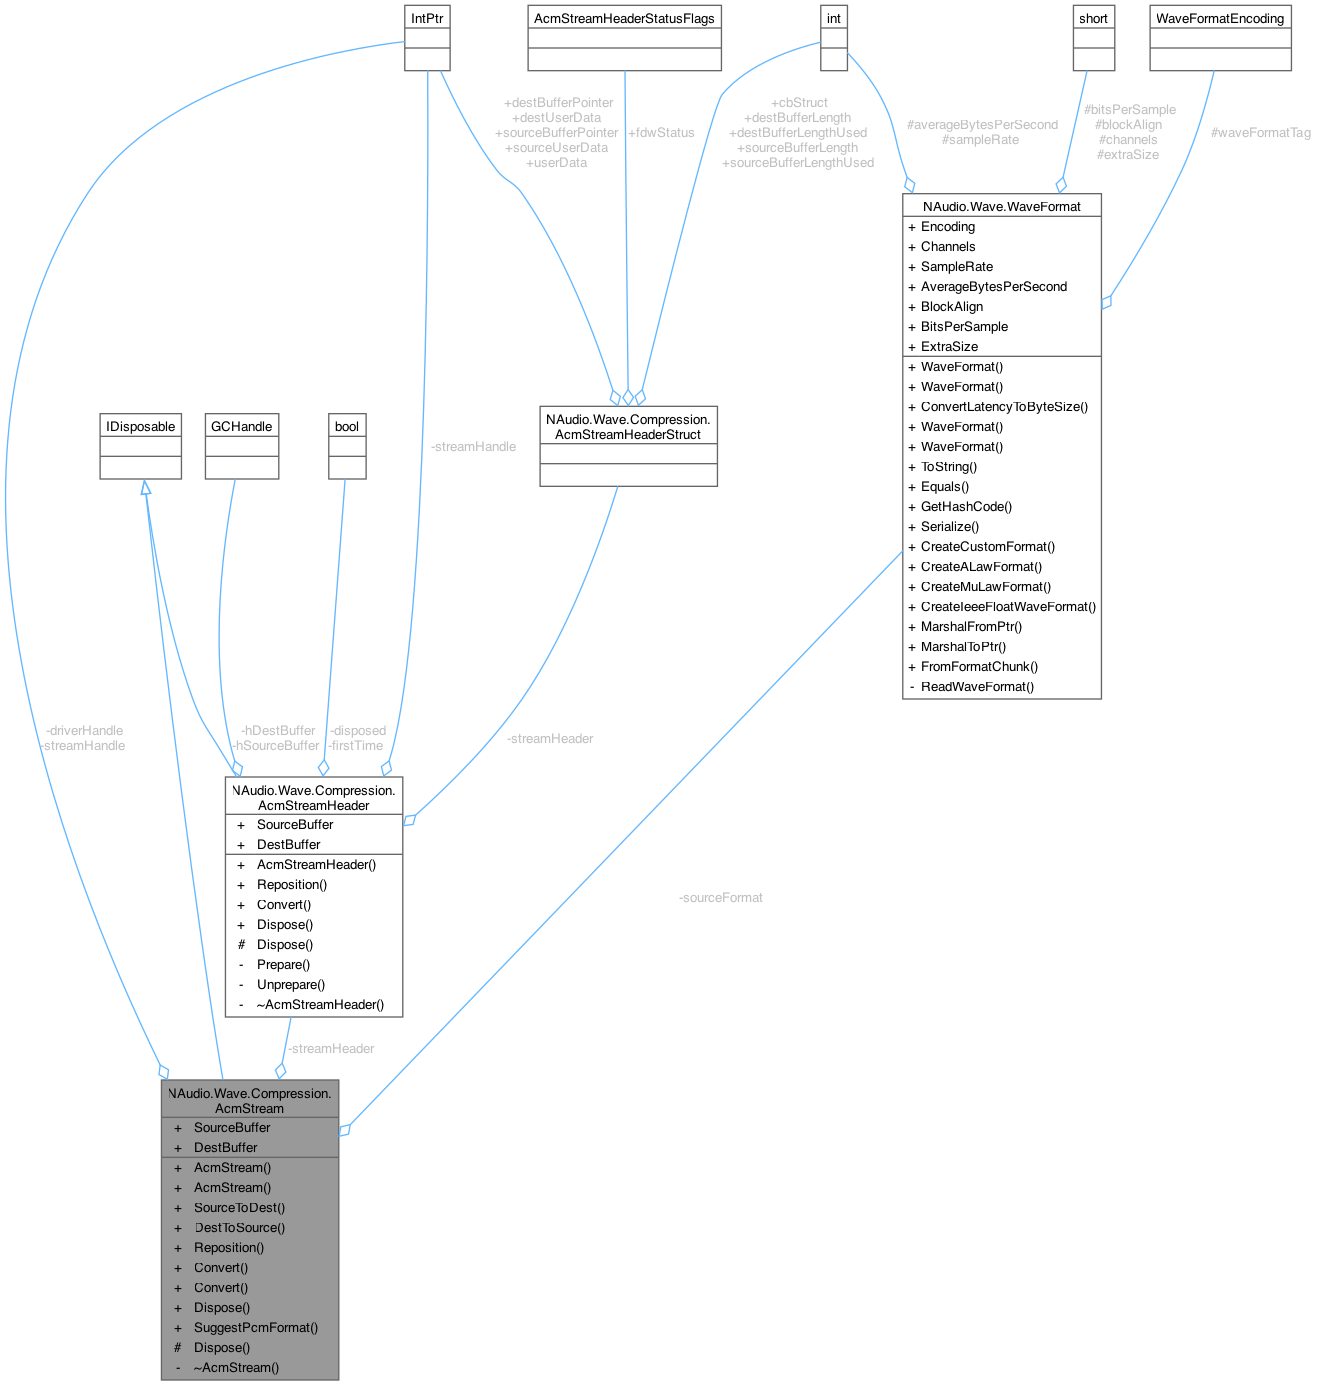 IntPtr
AcmStreamHeaderStatusFlags
int
short
WaveFormatEncoding
+destBufferPointer
+destUserData
+sourceBufferPointer
+sourceUserData
+userData
+fdwStatus
+cbStruct
+destBufferLength
+destBufferLengthUsed
+sourceBufferLength
+sourceBufferLengthUsed
#averageBytesPerSecond
#sampleRate
#bitsPerSample
#blockAlign
#channels
#extraSize
#waveFormatTag
NAudio.Wave.WaveFormat
+ Encoding
+ Channels
+ SampleRate
+ AverageBytesPerSecond
+ BlockAlign
+ BitsPerSample
+ ExtraSize
+ WaveFormat()
+ WaveFormat()
+ ConvertLatencyToByteSize()
+ WaveFormat()
+ WaveFormat()
+ ToString()
+ Equals()
+ GetHashCode()
+ Serialize()
+ CreateCustomFormat()
+ CreateALawFormat()
+ CreateMuLawFormat()
+ CreateIeeeFloatWaveFormat()
+ MarshalFromPtr()
+ MarshalToPtr()
+ FromFormatChunk()
- ReadWaveFormat()
IDisposable
GCHandle
bool
-streamHandle
NAudio.Wave.Compression.
AcmStreamHeaderStruct
-driverHandle
-streamHandle
-hDestBuffer
-hSourceBuffer
-disposed
-firstTime
-streamHeader
NAudio.Wave.Compression.
AcmStreamHeader
+ SourceBuffer
+ DestBuffer
+ AcmStreamHeader()
+ Reposition()
+ Convert()
+ Dispose()
# Dispose()
- Prepare()
- Unprepare()
- ~AcmStreamHeader()
-sourceFormat
-streamHeader
NAudio.Wave.Compression.
AcmStream
+ SourceBuffer
+ DestBuffer
+ AcmStream()
+ AcmStream()
+ SourceToDest()
+ DestToSource()
+ Reposition()
+ Convert()
+ Convert()
+ Dispose()
+ SuggestPcmFormat()
# Dispose()
- ~AcmStream()